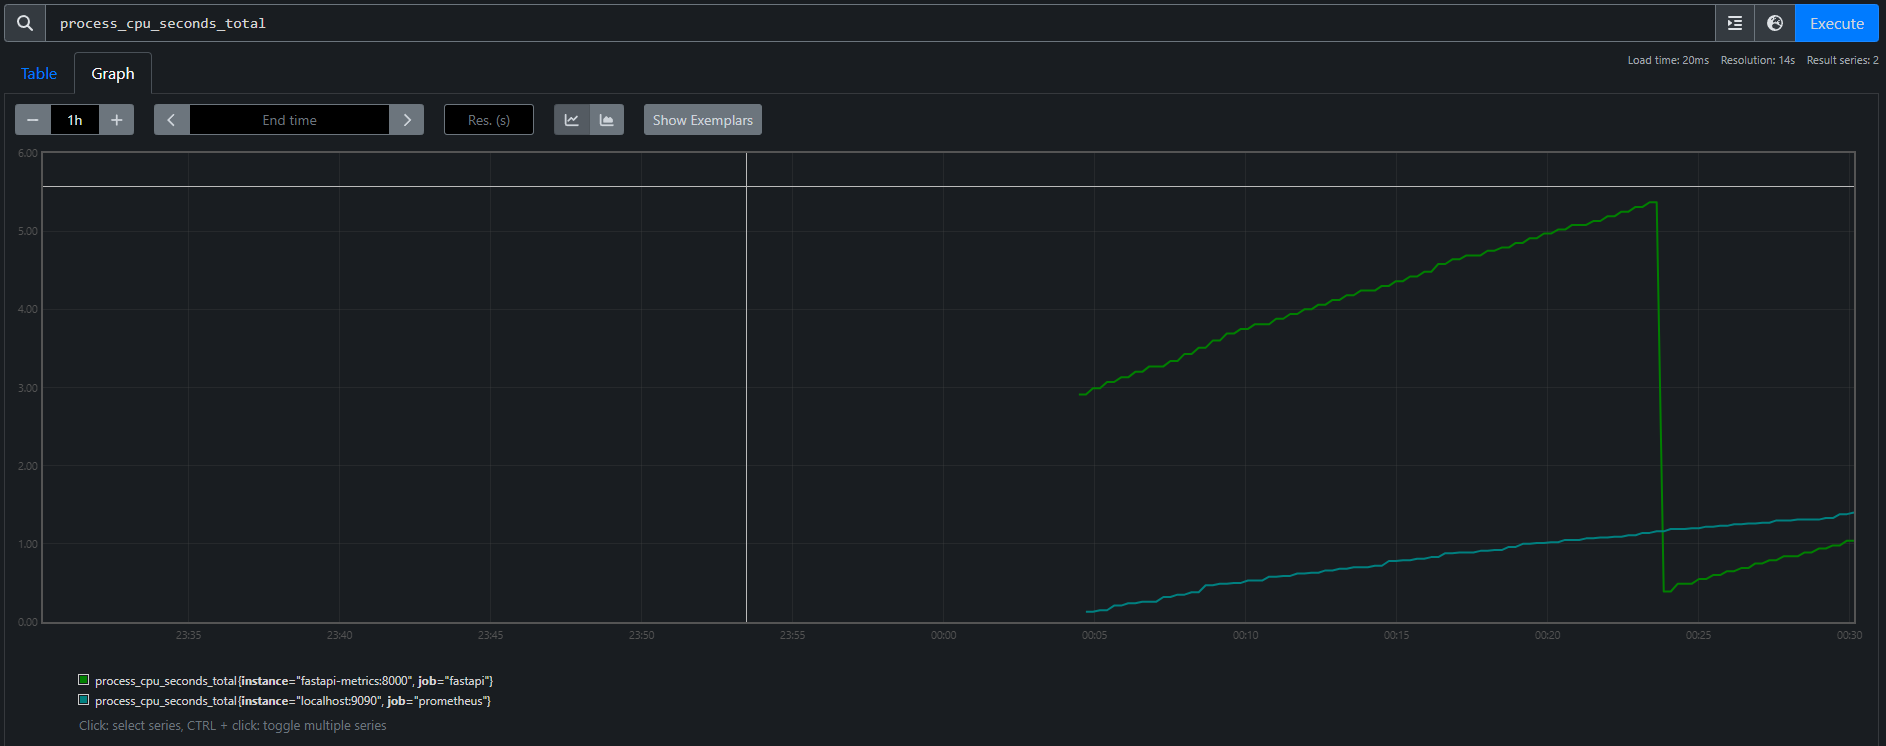 process_cpu_seconds_total
Execute
Table
Graph
Load time: 20ms Resolution: 14s Result series: 2
1h
End time
Res. (s)
Show Exemplars
6.00
5.00
4.00
3.00
2.00
1.00
0.00
23:35 23:40 23:45 23:50 23:55 00:00 00:05 00:10 00:15 00:20 00:25 00:30
process_cpu_seconds_total{instance="fastapi-metrics:8000", job="fastapi"}
process_cpu_seconds_total{instance="localhost:9090", job="prometheus"}
Click: select series, CTRL + click: toggle multiple series